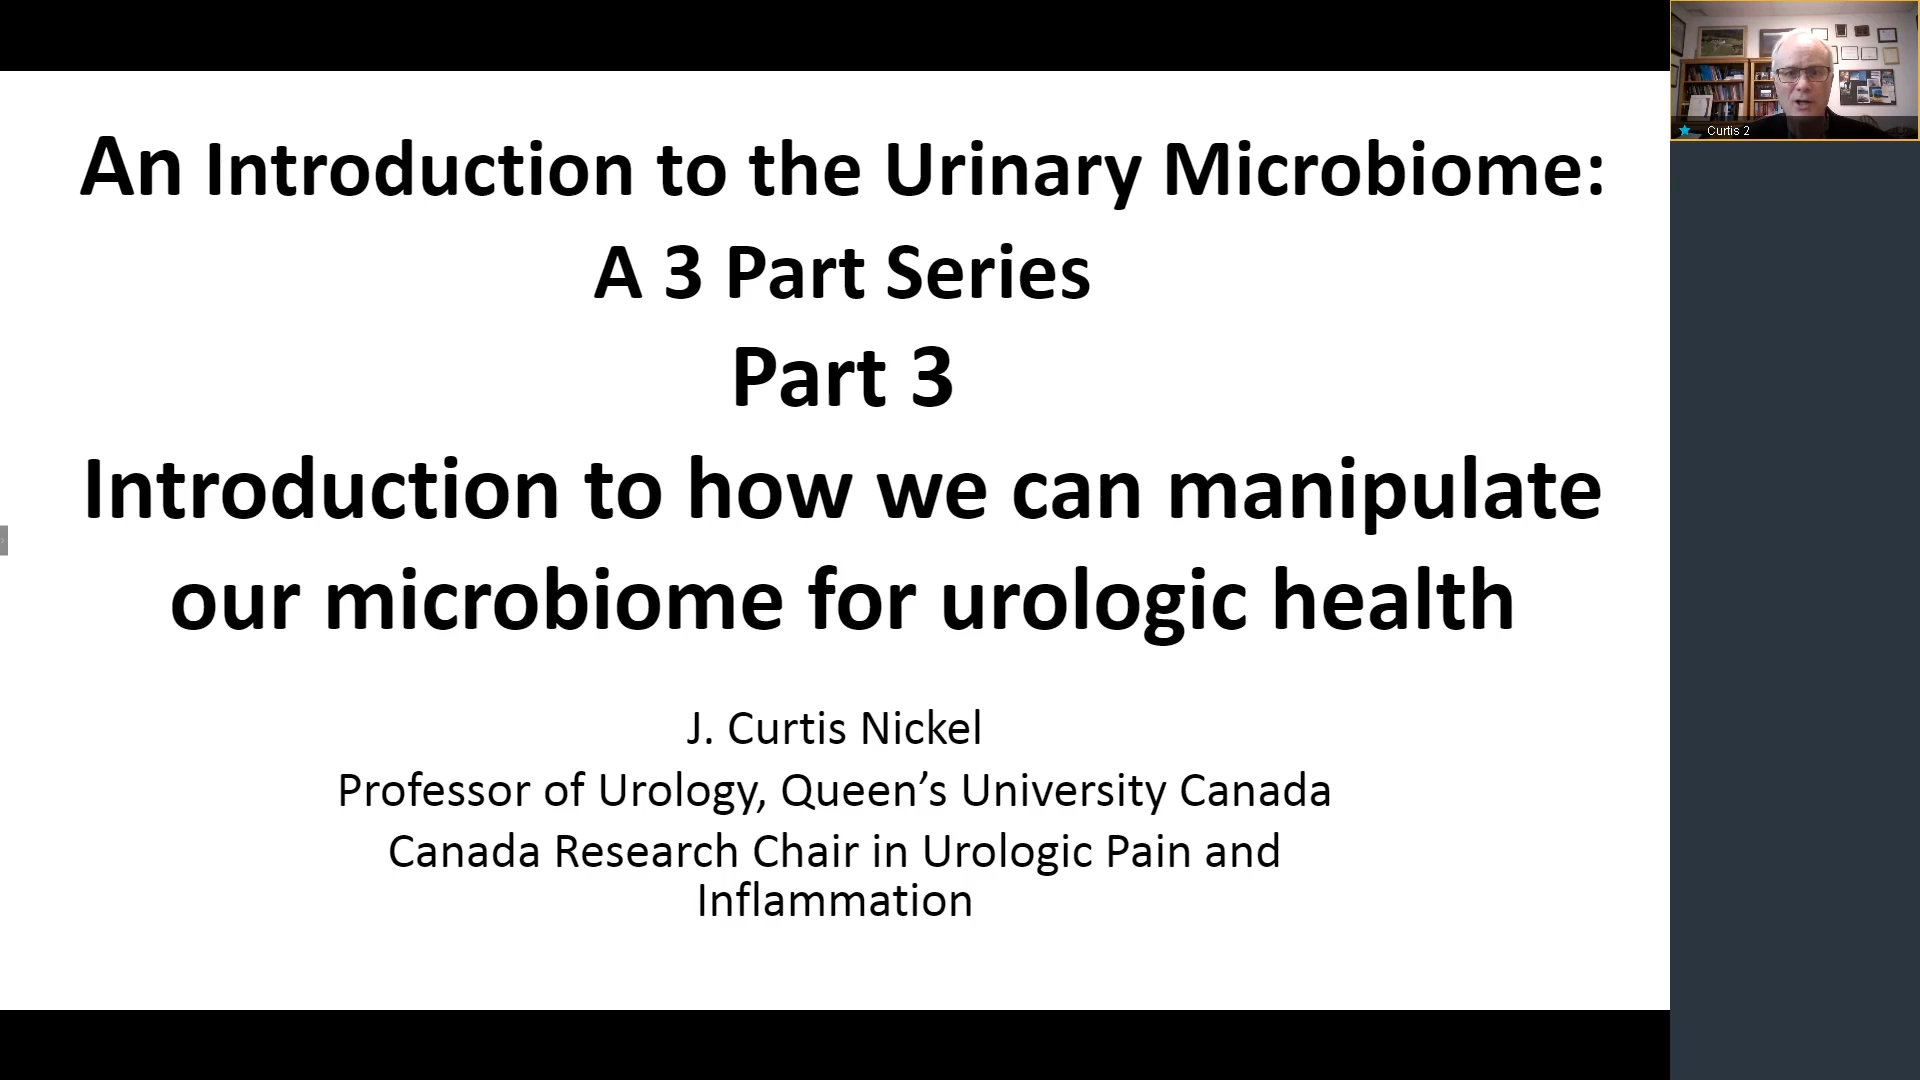 An Introduction to the Urinary Microbiome:
A 3 Part Series
Part 3
Introduction to how we can manipulate
our microbiome for urologic health
J. Curtis Nickel
Professor of Urology, Queen’s University Canada
Canada Research Chair in Urologic Pain and
Inflammation
Curtis 2